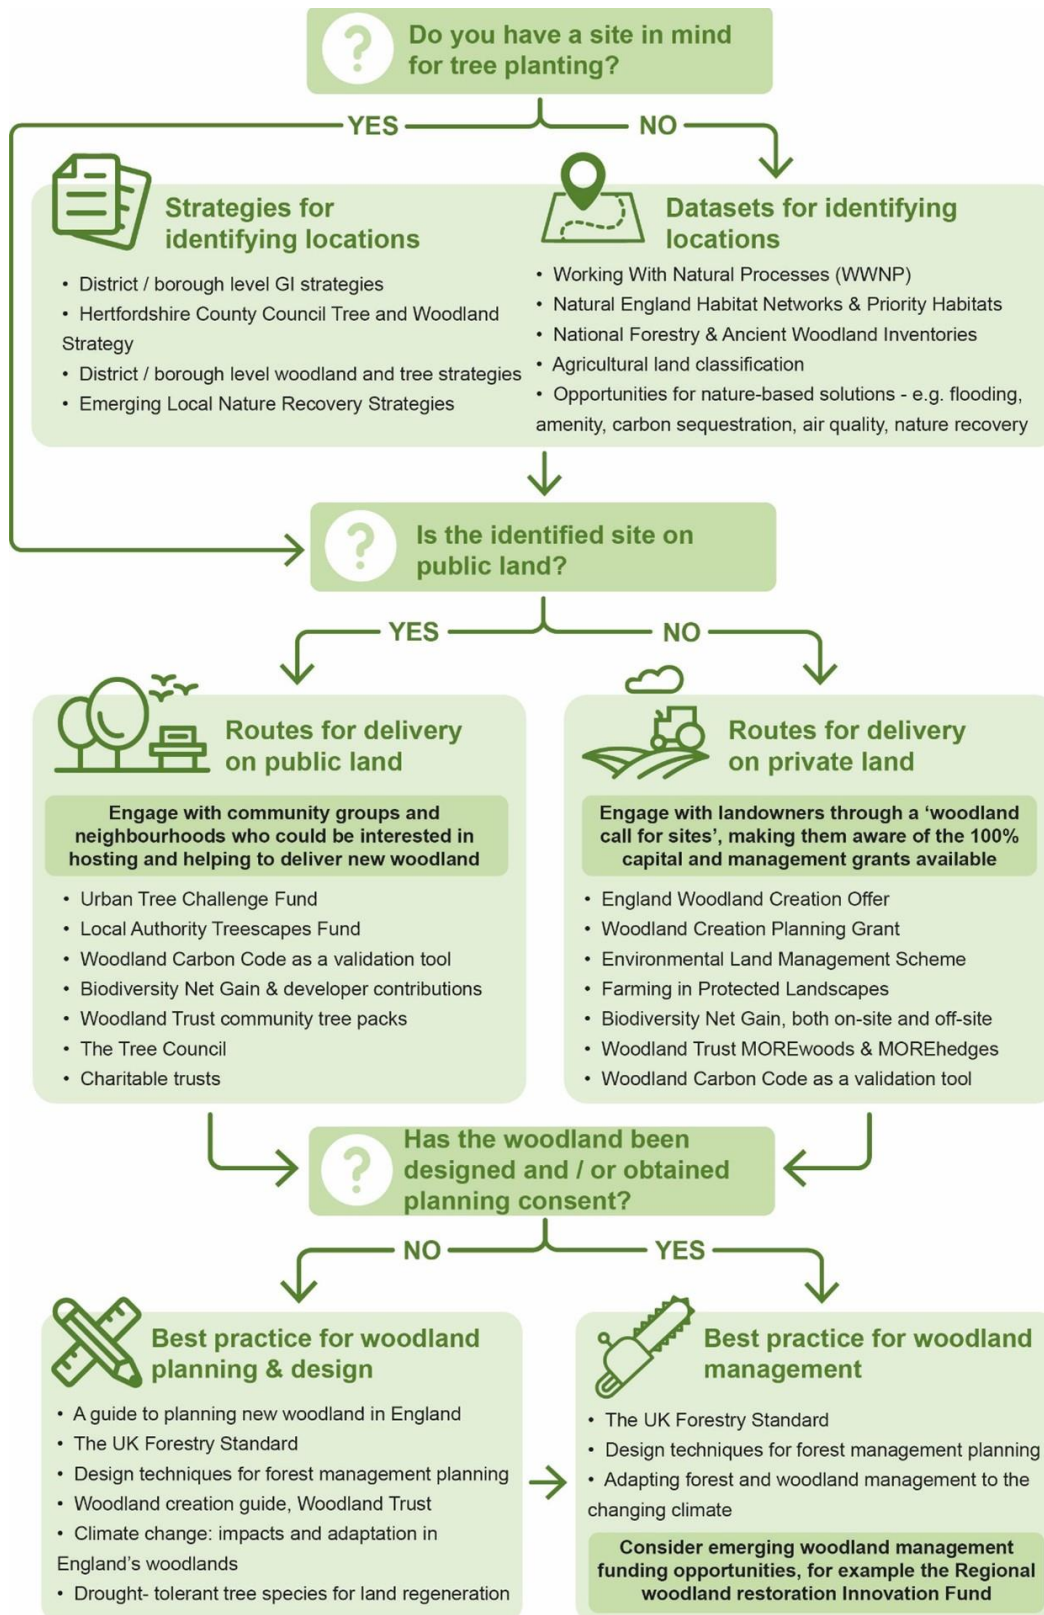 Do you have a site in mind
for tree planting?
YES
NO
Strategies for
identifying locations
• District / borough level GI strategies
• Hertfordshire County Council Tree and Woodland
Strategy
• District / borough level woodland and tree strategies
• Emerging Local Nature Recovery Strategies
Datasets for identifying
locations
• Working With Natural Processes (WWNP)
• Natural England Habitat Networks & Priority Habitats
• National Forestry & Ancient Woodland Inventories
• Agricultural land classification
• Opportunities for nature-based solutions - e.g. flooding,
amenity, carbon sequestration, air quality, nature recovery
Is the identified site on
public land?
YES
NO
Routes for delivery
on public land
Engage with community groups and
neighbourhoods who could be interested in
hosting and helping to deliver new woodland
• Urban Tree Challenge Fund
• Local Authority Treescapes Fund
• Woodland Carbon Code as a validation tool
• Biodiversity Net Gain & developer contributions
• Woodland Trust community tree packs
• The Tree Council
• Charitable trusts
Routes for delivery
on private land
Engage with landowners through a ‘woodland
call for sites’, making them aware of the 100%
capital and management grants available
• England Woodland Creation Offer
• Woodland Creation Planning Grant
• Environmental Land Management Scheme
• Farming in Protected Landscapes
• Biodiversity Net Gain, both on-site and off-site
• Woodland Trust MOREwoods & MOREhedges
• Woodland Carbon Code as a validation tool
Has the woodland been
designed and / or obtained
planning consent?
NO
YES
Best practice for woodland
planning & design
• A guide to planning new woodland in England
• The UK Forestry Standard
• Design techniques for forest management planning
• Woodland creation guide, Woodland Trust
• Climate change: impacts and adaptation in
England’s woodlands
• Drought- tolerant tree species for land regeneration
Best practice for woodland
management
• The UK Forestry Standard
• Design techniques for forest management planning
• Adapting forest and woodland management to the
changing climate
Consider emerging woodland management
funding opportunities, for example the Regional
woodland restoration Innovation Fund